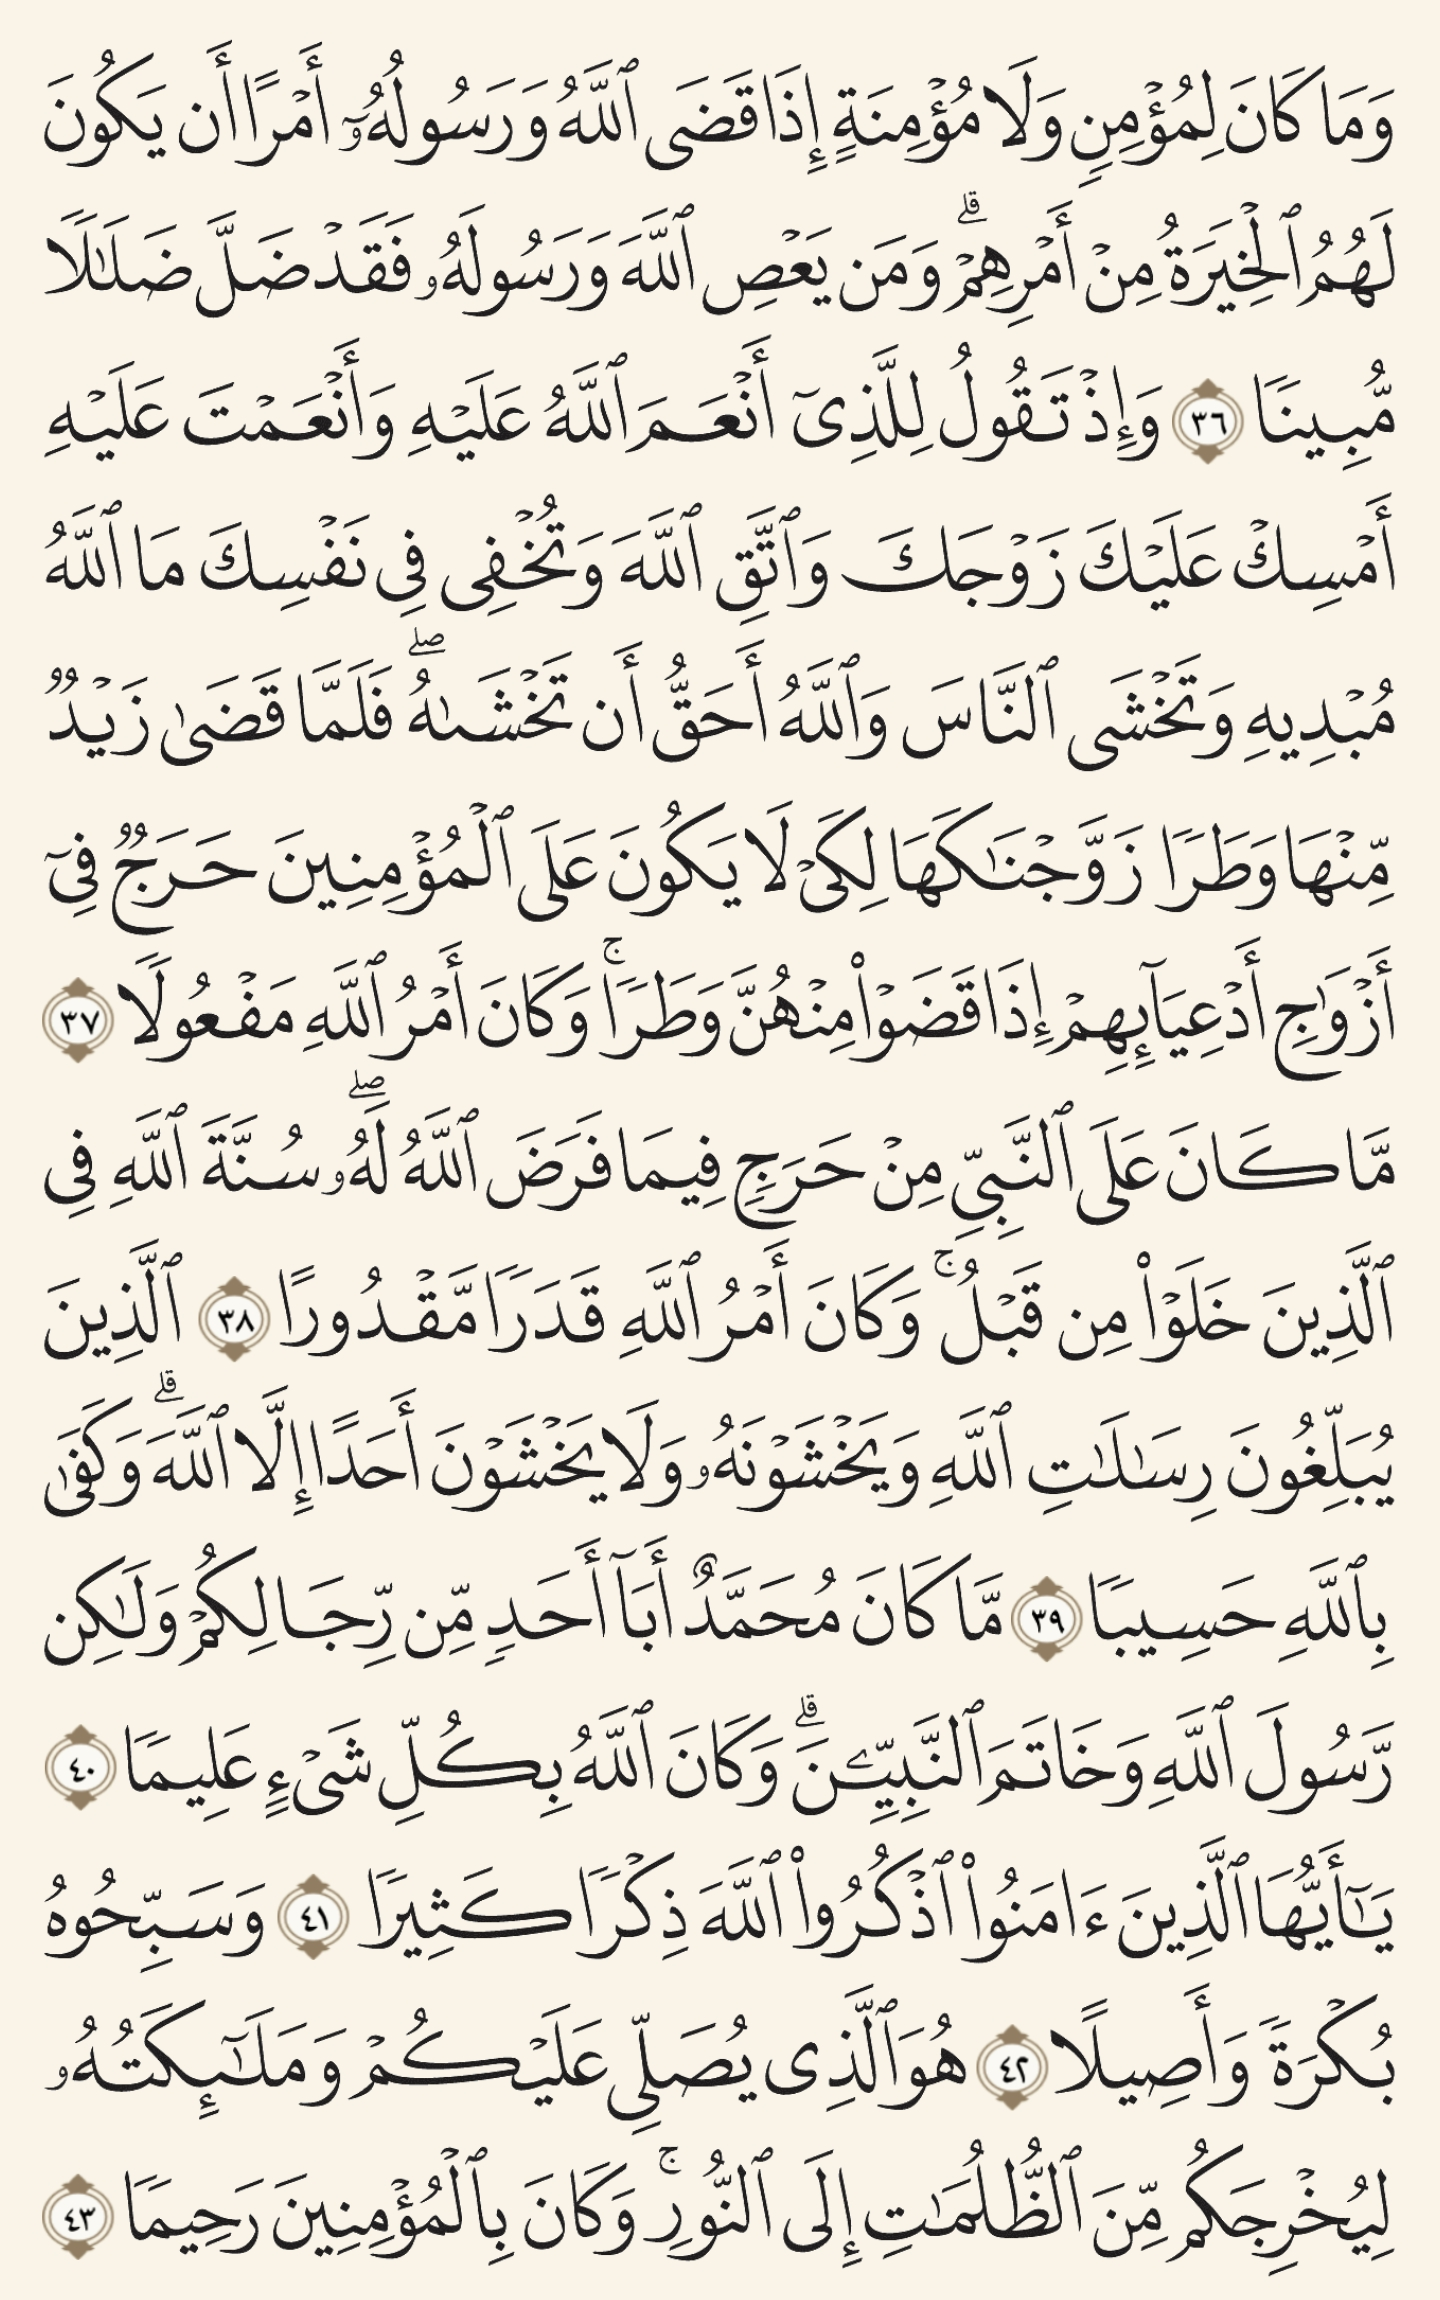 وَمَا كَانَ لِمُؤْمِنٍ وَلَا مُؤْمِنَةٍ إِذَا قَضَى ٱللَّهُ وَرَسُولُهُۥٓ أَمْرًا أَن يَكُونَ
لَهُمُ ٱلْخِيَرَةُ مِنْ أَمْرِهِمْ ۗ وَمَن يَعْصِ ٱللَّهَ وَرَسُولَهُۥ فَقَدْ ضَلَّ ضَلَـٰلًا
مُّبِينًا ٣٦ وَإِذْ تَقُولُ لِلَّذِىٓ أَنْعَمَ ٱللَّهُ عَلَيْهِ وَأَنْعَمْتَ عَلَيْهِ
أَمْسِكْ عَلَيْكَ زَوْجَكَ وَٱتَّقِ ٱللَّهَ وَتُخْفِى فِى نَفْسِكَ مَا ٱللَّهُ
مُبْدِيهِ وَتَخْشَى ٱلنَّاسَ وَٱللَّهُ أَحَقُّ أَن تَخْشَىٰهُ ۖ فَلَمَّا قَضَىٰ زَيْدٌ
مِّنْهَا وَطَرًا زَوَّجْنَـٰكَهَا لِكَىْ لَا يَكُونَ عَلَى ٱلْمُؤْمِنِينَ حَرَجٌ فِىٓ
أَزْوَٰجِ أَدْعِيَآئِهِمْ إِذَا قَضَوْا۟ مِنْهُنَّ وَطَرًا ۚ وَكَانَ أَمْرُ ٱللَّهِ مَفْعُولًا ٣٧
مَّا كَانَ عَلَى ٱلنَّبِىِّ مِنْ حَرَجٍ فِيمَا فَرَضَ ٱللَّهُ لَهُۥ ۖ سُنَّةَ ٱللَّهِ فِى
ٱلَّذِينَ خَلَوْا۟ مِن قَبْلُ ۚ وَكَانَ أَمْرُ ٱللَّهِ قَدَرًا مَّقْدُورًا ٣٨ ٱلَّذِينَ
يُبَلِّغُونَ رِسَـٰلَـٰتِ ٱللَّهِ وَيَخْشَوْنَهُۥ وَلَا يَخْشَوْنَ أَحَدًا إِلَّا ٱللَّهَ ۗ وَكَفَىٰ
بِٱللَّهِ حَسِيبًا ٣٩ مَّا كَانَ مُحَمَّدٌ أَبَآ أَحَدٍ مِّن رِّجَالِكُمْ وَلَـٰكِن
رَّسُولَ ٱللَّهِ وَخَاتَمَ ٱلنَّبِيِّـۧنَ ۗ وَكَانَ ٱللَّهُ بِكُلِّ شَىْءٍ عَلِيمًا ٤٠
يَـٰٓأَيُّهَا ٱلَّذِينَ ءَامَنُوا۟ ٱذْكُرُوا۟ ٱللَّهَ ذِكْرًا كَثِيرًا ٤١ وَسَبِّحُوهُ
بُكْرَةً وَأَصِيلًا ٤٢ هُوَ ٱلَّذِى يُصَلِّى عَلَيْكُمْ وَمَلَـٰٓئِكَتُهُۥ
لِيُخْرِجَكُم مِّنَ ٱلظُّلُمَـٰتِ إِلَى ٱلنُّورِ ۚ وَكَانَ بِٱلْمُؤْمِنِينَ رَحِيمًا ٤٣